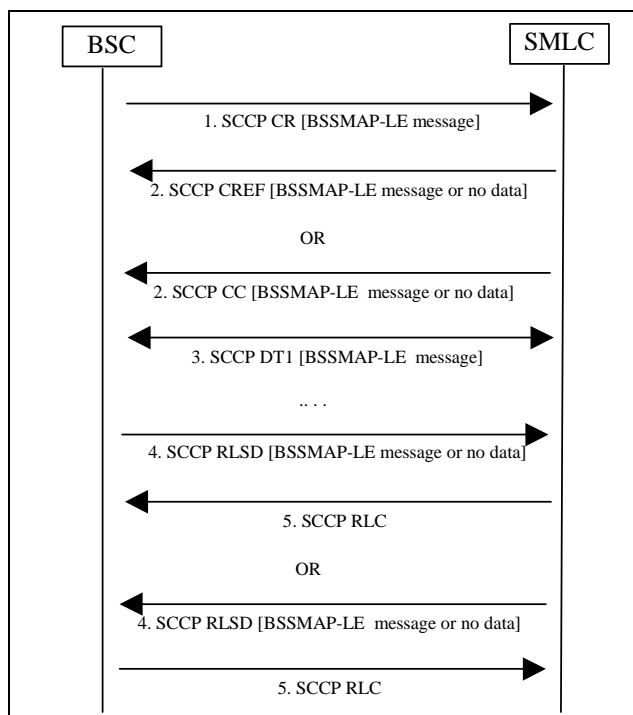 BSC
SMLC
1. SCCP CR [BSSMAP-LE message]
2. SCCP CREF [BSSMAP-LE message or no data]
OR
2. SCCP CC [BSSMAP-LE message or no data]
3. SCCP DT1 [BSSMAP-LE message]
.. . .
4. SCCP RLSD [BSSMAP-LE message or no data]
5. SCCP RLC
OR
4. SCCP RLSD [BSSMAP-LE message or no data]
5. SCCP RLC